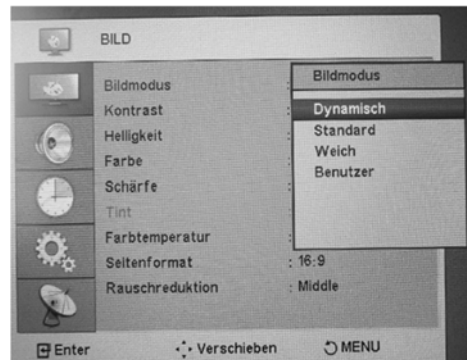 BILD
Bildmodus :
Kontrast :
Helligkeit :
Farbe :
Schärfe :
Tint :
Farbtemperatur :
Seitenformat : 16:9
Rauschreduktion : Middle
Bildmodus
Dynamisch
Standard
Weich
Benutzer
Enter Verschieben MENU